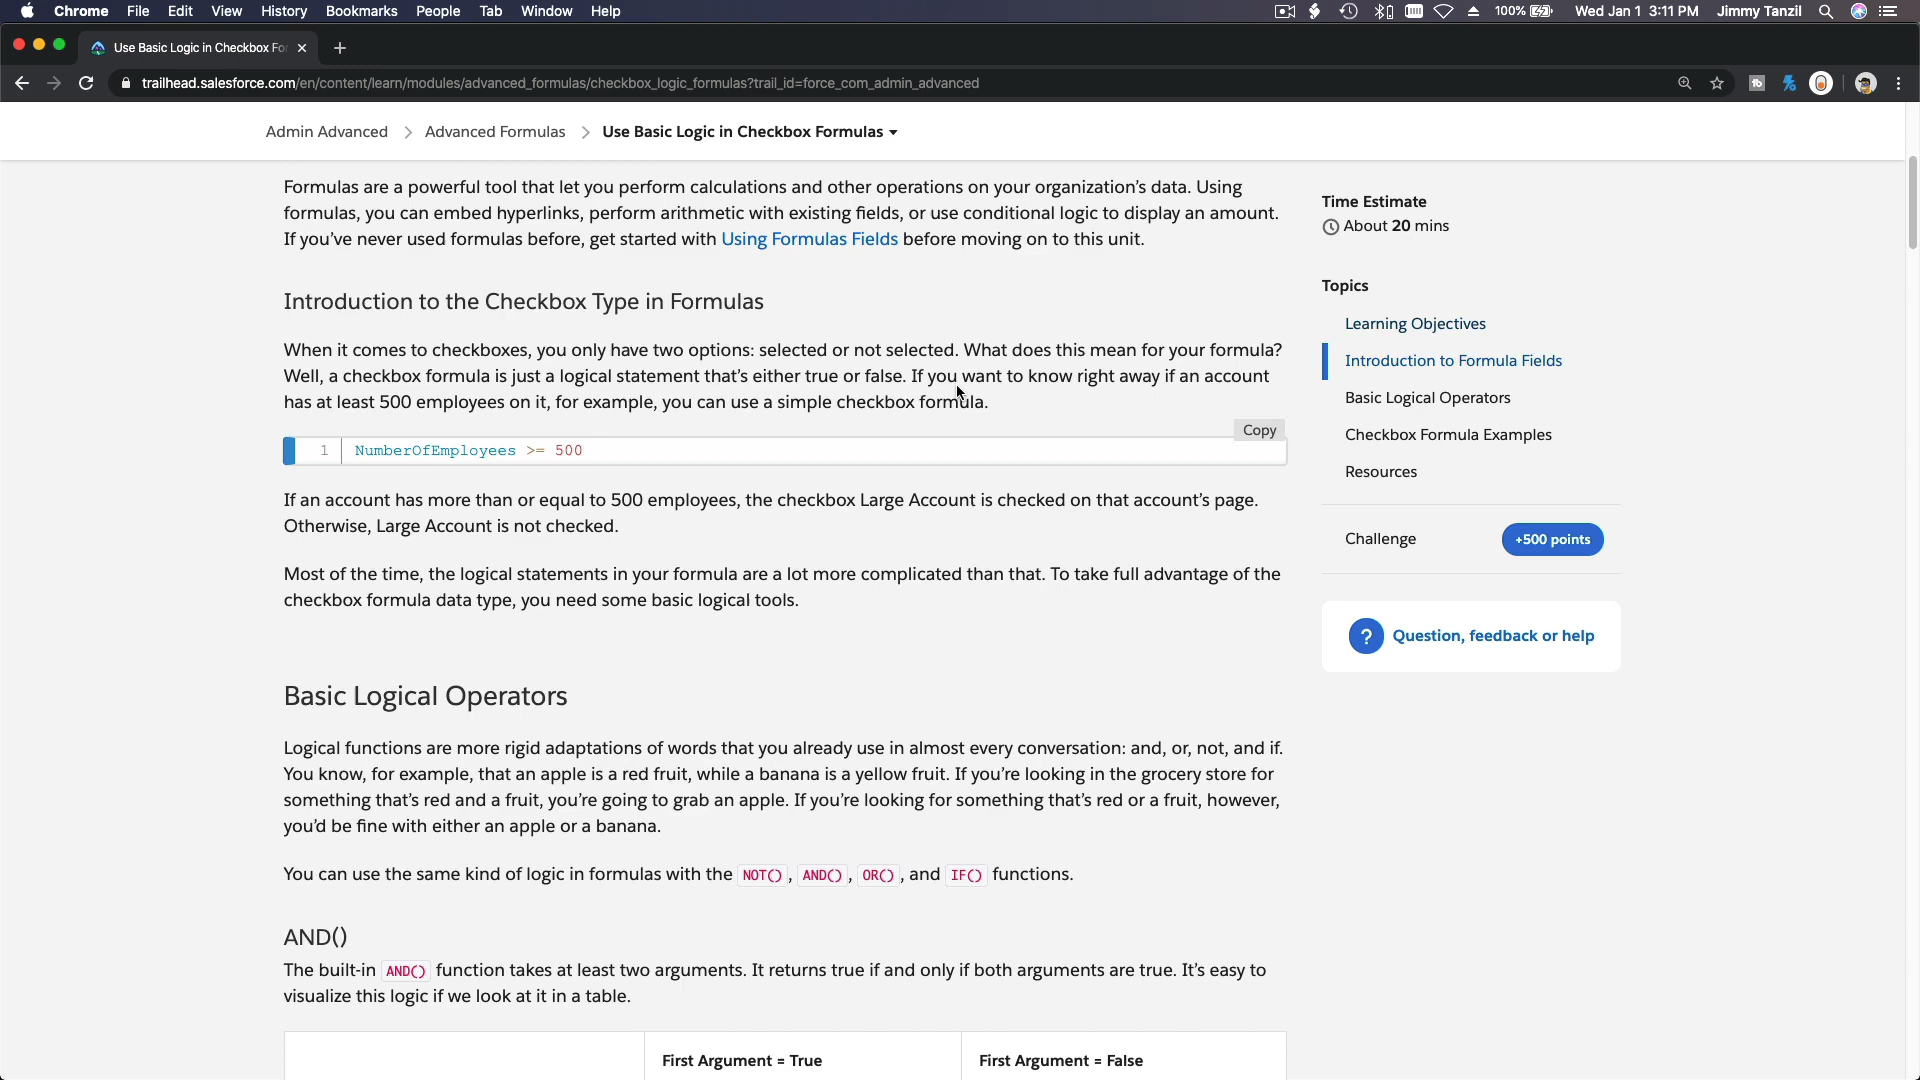 Chrome File Edit View History Bookmarks People Tab Window Help 100% Wed Jan 1 3:11 PM Jimmy Tanzil
Use Basic Logic in Checkbox Fo
trailhead.salesforce.com/en/content/learn/modules/advanced_formulas/checkbox_logic_formulas?trail_id=force_com_admin_advanced
Admin Advanced > Advanced Formulas > Use Basic Logic in Checkbox Formulas
Formulas are a powerful tool that let you perform calculations and other operations on your organization’s data. Using
formulas, you can embed hyperlinks, perform arithmetic with existing fields, or use conditional logic to display an amount.
If you’ve never used formulas before, get started with Using Formulas Fields before moving on to this unit.
Introduction to the Checkbox Type in Formulas
When it comes to checkboxes, you only have two options: selected or not selected. What does this mean for your formula?
Well, a checkbox formula is just a logical statement that’s either true or false. If you want to know right away if an account
has at least 500 employees on it, for example, you can use a simple checkbox formula.
Copy
1 NumberOfEmployees >= 500
If an account has more than or equal to 500 employees, the checkbox Large Account is checked on that account’s page.
Otherwise, Large Account is not checked.
Most of the time, the logical statements in your formula are a lot more complicated than that. To take full advantage of the
checkbox formula data type, you need some basic logical tools.
Basic Logical Operators
Logical functions are more rigid adaptations of words that you already use in almost every conversation: and, or, not, and if.
You know, for example, that an apple is a red fruit, while a banana is a yellow fruit. If you’re looking in the grocery store for
something that’s red and a fruit, you’re going to grab an apple. If you’re looking for something that’s red or a fruit, however,
you’d be fine with either an apple or a banana.
You can use the same kind of logic in formulas with the NOT(), AND(), OR(), and IF() functions.
AND()
The built-in AND() function takes at least two arguments. It returns true if and only if both arguments are true. It’s easy to
visualize this logic if we look at it in a table.
First Argument = True First Argument = False
Time Estimate
About 20 mins
Topics
Learning Objectives
Introduction to Formula Fields
Basic Logical Operators
Checkbox Formula Examples
Resources
Challenge +500 points
? Question, feedback or help